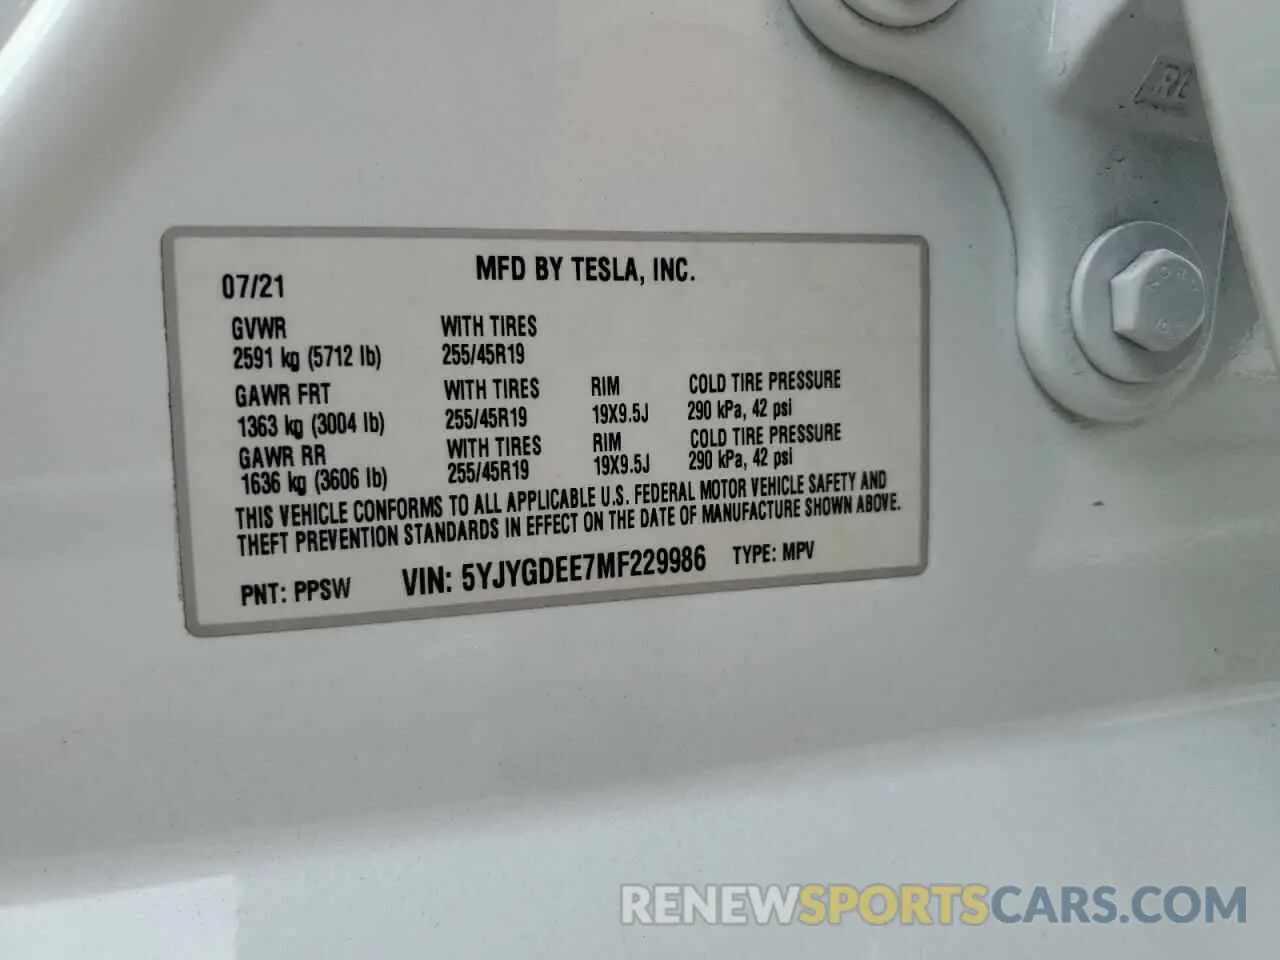 MFD BY TESLA, INC.
07/21
GVWR WITH TIRES
2591 kg (5712 lb) 255/45R19
GAWR FRT WITH TIRES RIM COLD TIRE PRESSURE
1363 kg (3004 lb) 255/45R19 19X9.5J 290 kPa, 42 psi
GAWR RR WITH TIRES RIM COLD TIRE PRESSURE
1636 kg (3606 lb) 255/45R19 19X9.5J 290 kPa, 42 psi
THIS VEHICLE CONFORMS TO ALL APPLICABLE U.S. FEDERAL MOTOR VEHICLE SAFETY AND
THEFT PREVENTION STANDARDS IN EFFECT ON THE DATE OF MANUFACTURE SHOWN ABOVE.
PNT: PPSW VIN: 5YJYGDEE7MF229986 TYPE: MPV
RENEWSPORTSCARS.COM